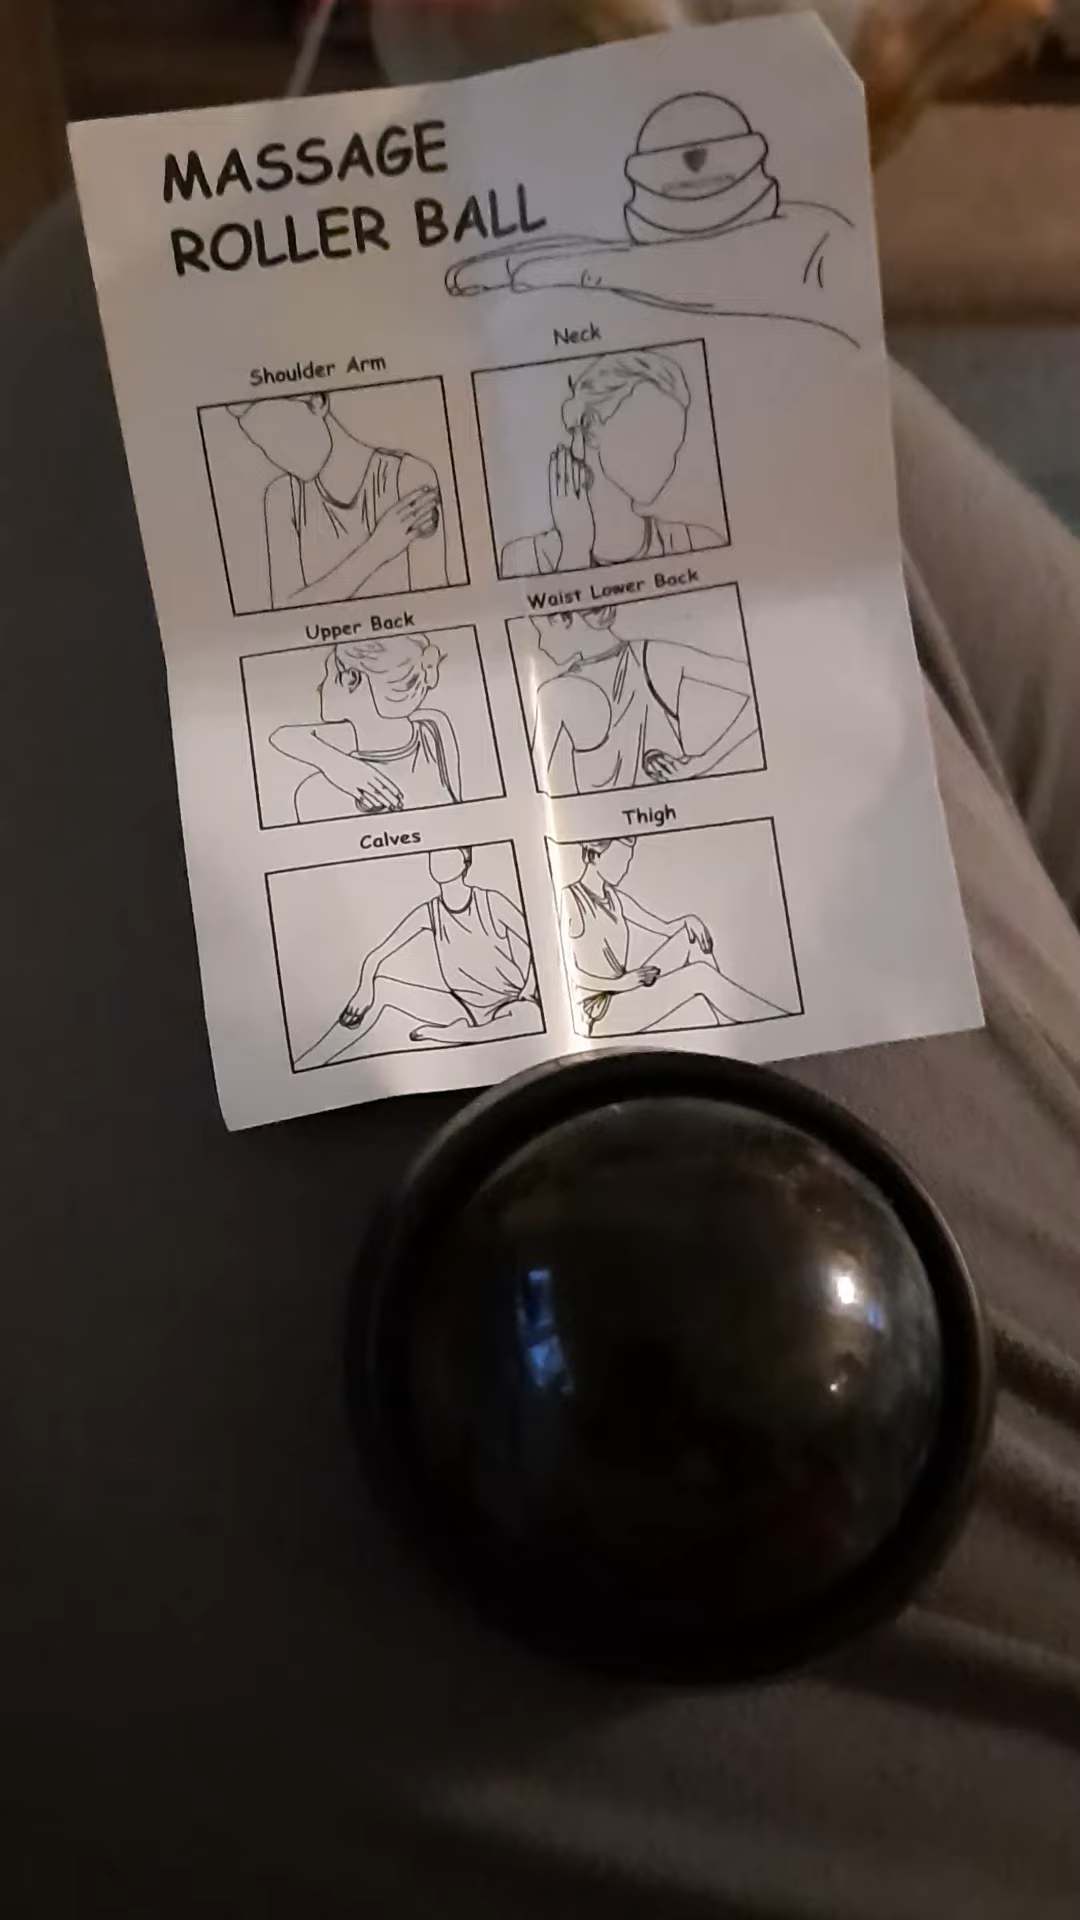 MASSAGE
ROLLER BALL
Shoulder Arm
Neck
Upper Back
Waist Lower Back
Calves
Thigh